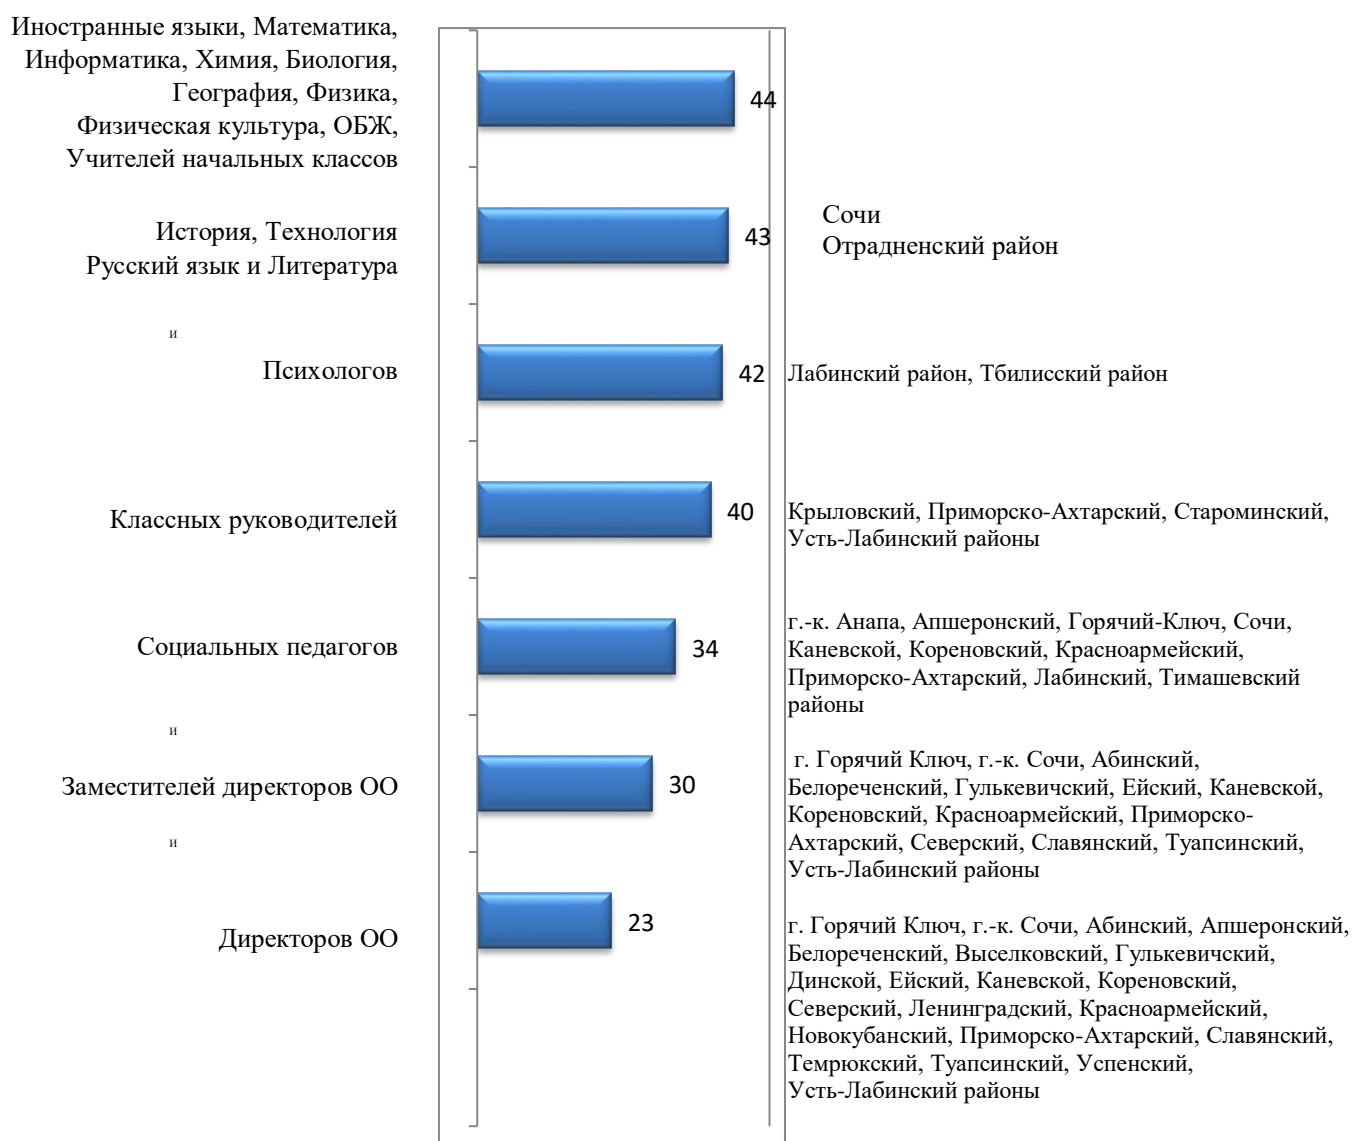 Иностранные языки, Математика,
Информатика, Химия, Биология,
География, Физика,
Физическая культура, ОБЖ,
Учителей начальных классов
44
История, Технология
Русский язык и Литература
43
Сочи
Отрадненский район
и
Психологов
42
Лабинский район, Тбилисский район
Классных руководителей
40
Крыловский, Приморско-Ахтарский, Староминский,
Усть-Лабинский районы
Социальных педагогов
34
г.-к. Анапа, Апшеронский, Горячий-Ключ, Сочи,
Каневской, Кореновский, Красноармейский,
Приморско-Ахтарский, Лабинский, Тимашевский
районы
и
Заместителей директоров ОО
30
г. Горячий Ключ, г.-к. Сочи, Абинский,
Белореченский, Гулькевичский, Ейский, Каневской,
Кореновский, Красноармейский, Приморско-
Ахтарский, Северский, Славянский, Туапсинский,
Усть-Лабинский районы
и
Директоров ОО
23
г. Горячий Ключ, г.-к. Сочи, Абинский, Апшеронский,
Белореченский, Выселковский, Гулькевичский,
Динской, Ейский, Каневской, Кореновский,
Северский, Ленинградский, Красноармейский,
Новокубанский, Приморско-Ахтарский, Славянский,
Темрюкский, Туапсинский, Успенский,
Усть-Лабинский районы